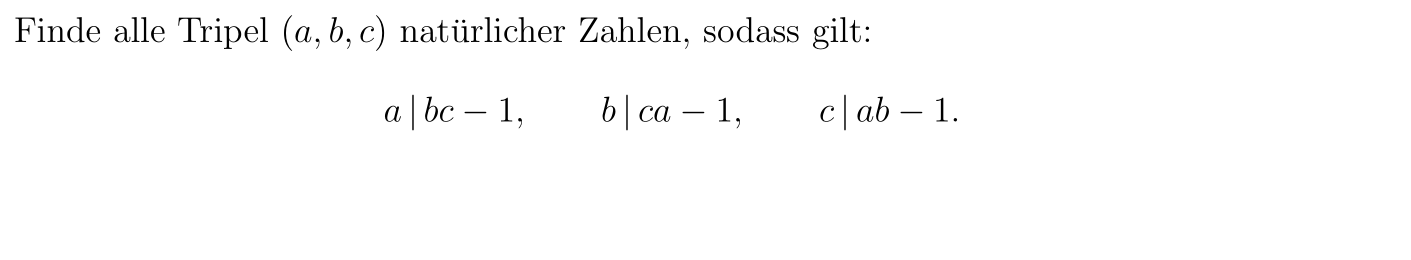 Finde alle Tripel (a, b, c) natürlicher Zahlen, sodass gilt:
a | bc − 1, b | ca − 1, c | ab − 1.